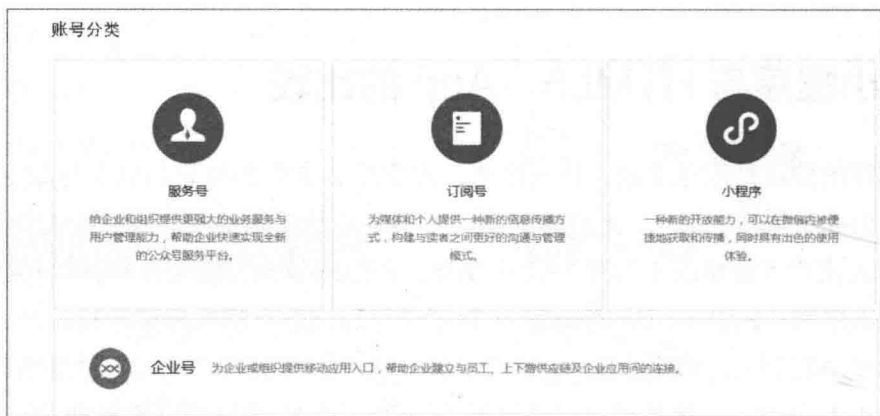 账号分类
服务号
给企业和组织提供更强大的业务服务与
用户管理能力，帮助企业快速实现全新
的公众号服务平台。
订阅号
为媒体和个人提供一种新的信息传播方
式，构建与读者之间更好的沟通与管理
模式。
小程序
一种新的开放能力，可以在微信内被便
捷地获取和传播，同时具有出色的使用
体验。
企业号 为企业或组织提供移动应用入口，帮助企业建立与员工、上下游供应链及企业应用间的连接。